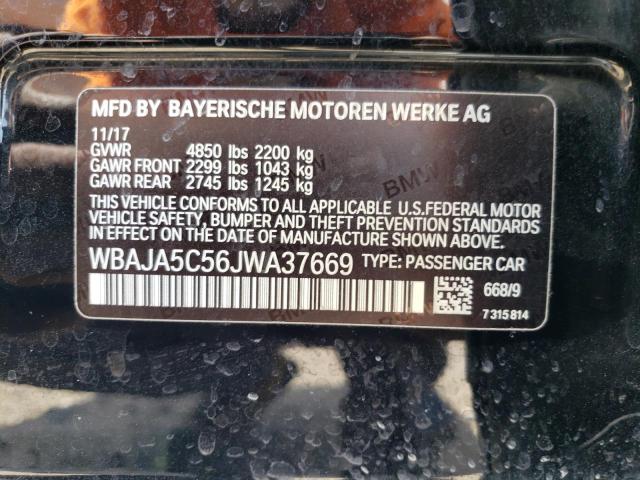 MFD BY BAYERISCHE MOTOREN WERKE AG
11/17
GVWR 4850 lbs 2200 kg
GAWR FRONT 2299 lbs 1043 kg
GAWR REAR 2745 lbs 1245 kg
THIS VEHICLE CONFORMS TO ALL APPLICABLE U.S.FEDERAL MOTOR
VEHICLE SAFETY, BUMPER AND THEFT PREVENTION STANDARDS
IN EFFECT ON THE DATE OF MANUFACTURE SHOWN ABOVE.
WBAJA5C56JWA37669 TYPE: PASSENGER CAR
668/9
7 315 814